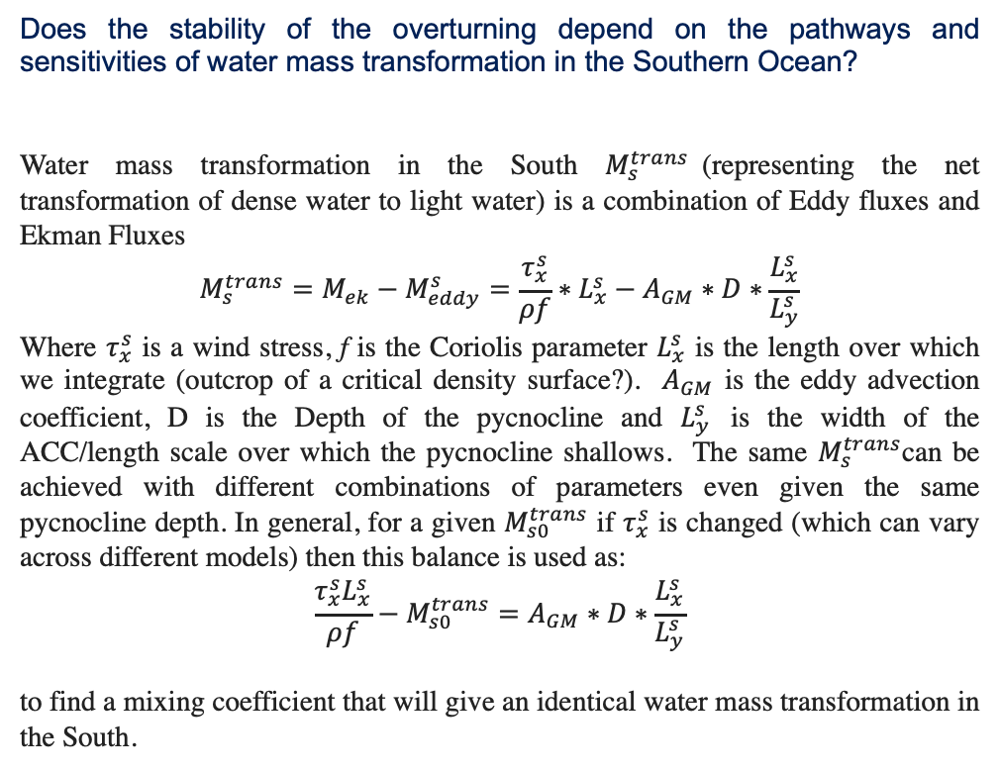 Does the stability of the overturning depend on the pathways and
sensitivities of water mass transformation in the Southern Ocean?
Water mass transformation in the South $M_s^{trans}$ (representing the net
transformation of dense water to light water) is a combination of Eddy fluxes and
Ekman Fluxes
$M_s^{trans} = M_{ek} - M_{eddy}^s = \frac{\tau_x^s}{\rho f} * L_x^s - A_{GM} * D * \frac{L_x^s}{L_y^s}$
Where $\tau_x^s$ is a wind stress, f is the Coriolis parameter $L_x^s$ is the length over which
we integrate (outcrop of a critical density surface?). $A_{GM}$ is the eddy advection
coefficient, D is the Depth of the pycnocline and $L_y^s$ is the width of the
ACC/length scale over which the pycnocline shallows. The same $M_s^{trans}$can be
achieved with different combinations of parameters even given the same
pycnocline depth. In general, for a given $M_{s0}^{trans}$ if $\tau_x^s$ is changed (which can vary
across different models) then this balance is used as:
$\frac{\tau_x^s L_x^s}{\rho f} - M_{s0}^{trans} = A_{GM} * D * \frac{L_x^s}{L_y^s}$
to find a mixing coefficient that will give an identical water mass transformation in
the South.